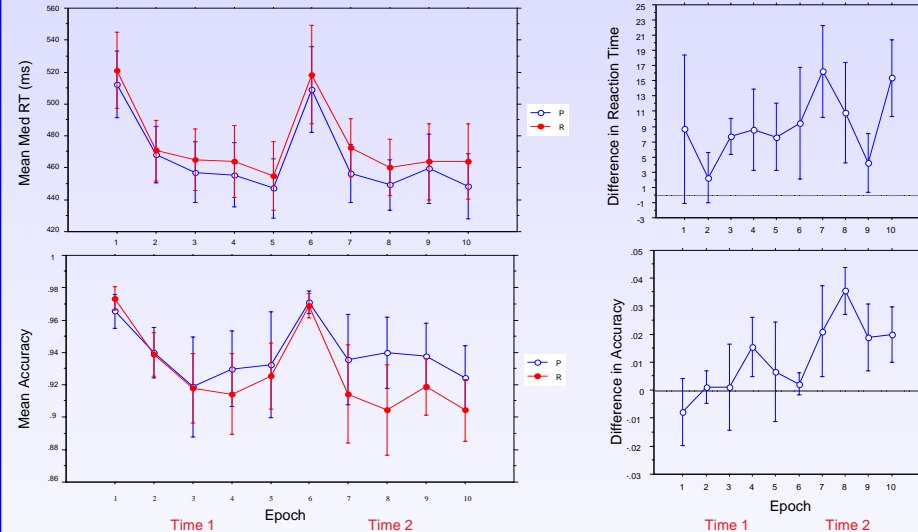 Mean Med RT (ms)
560
540
520
500
480
460
440
420
1 2 3 4 5 6 7 8 9 10
P
R
Difference in Reaction Time
25
23
21
19
17
15
13
11
9
7
5
3
1
-1
-3
1 2 3 4 5 6 7 8 9 10
Mean Accuracy
1
.98
.96
.94
.92
.9
.88
.86
1 2 3 4 5 6 7 8 9 10
P
R
Epoch
Time 1 Time 2
Difference in Accuracy
.05
.04
.03
.02
.01
0
-.01
-.02
-.03
1 2 3 4 5 6 7 8 9 10
Epoch
Time 1 Time 2